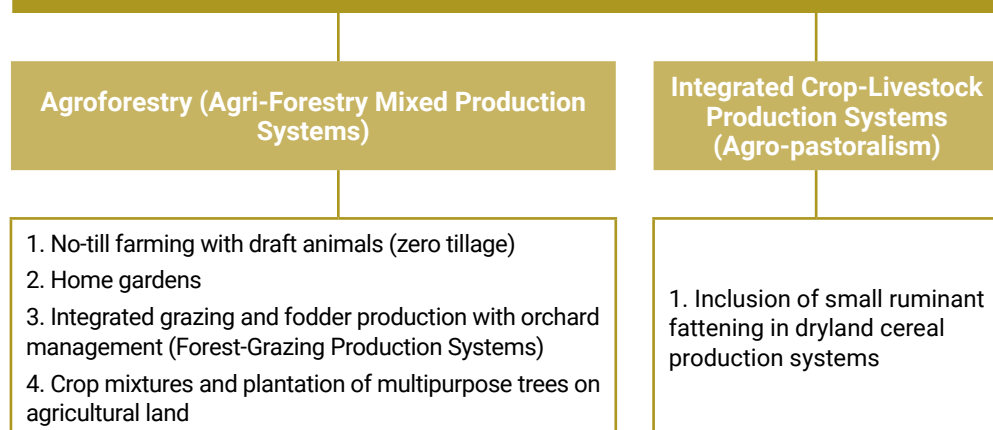 Agroforestry (Agri-Forestry Mixed Production
Systems)
Integrated Crop-Livestock
Production Systems
(Agro-pastoralism)
1. No-till farming with draft animals (zero tillage)
2. Home gardens
3. Integrated grazing and fodder production with orchard
management (Forest-Grazing Production Systems)
4. Crop mixtures and plantation of multipurpose trees on
agricultural land
1. Inclusion of small ruminant
fattening in dryland cereal
production systems